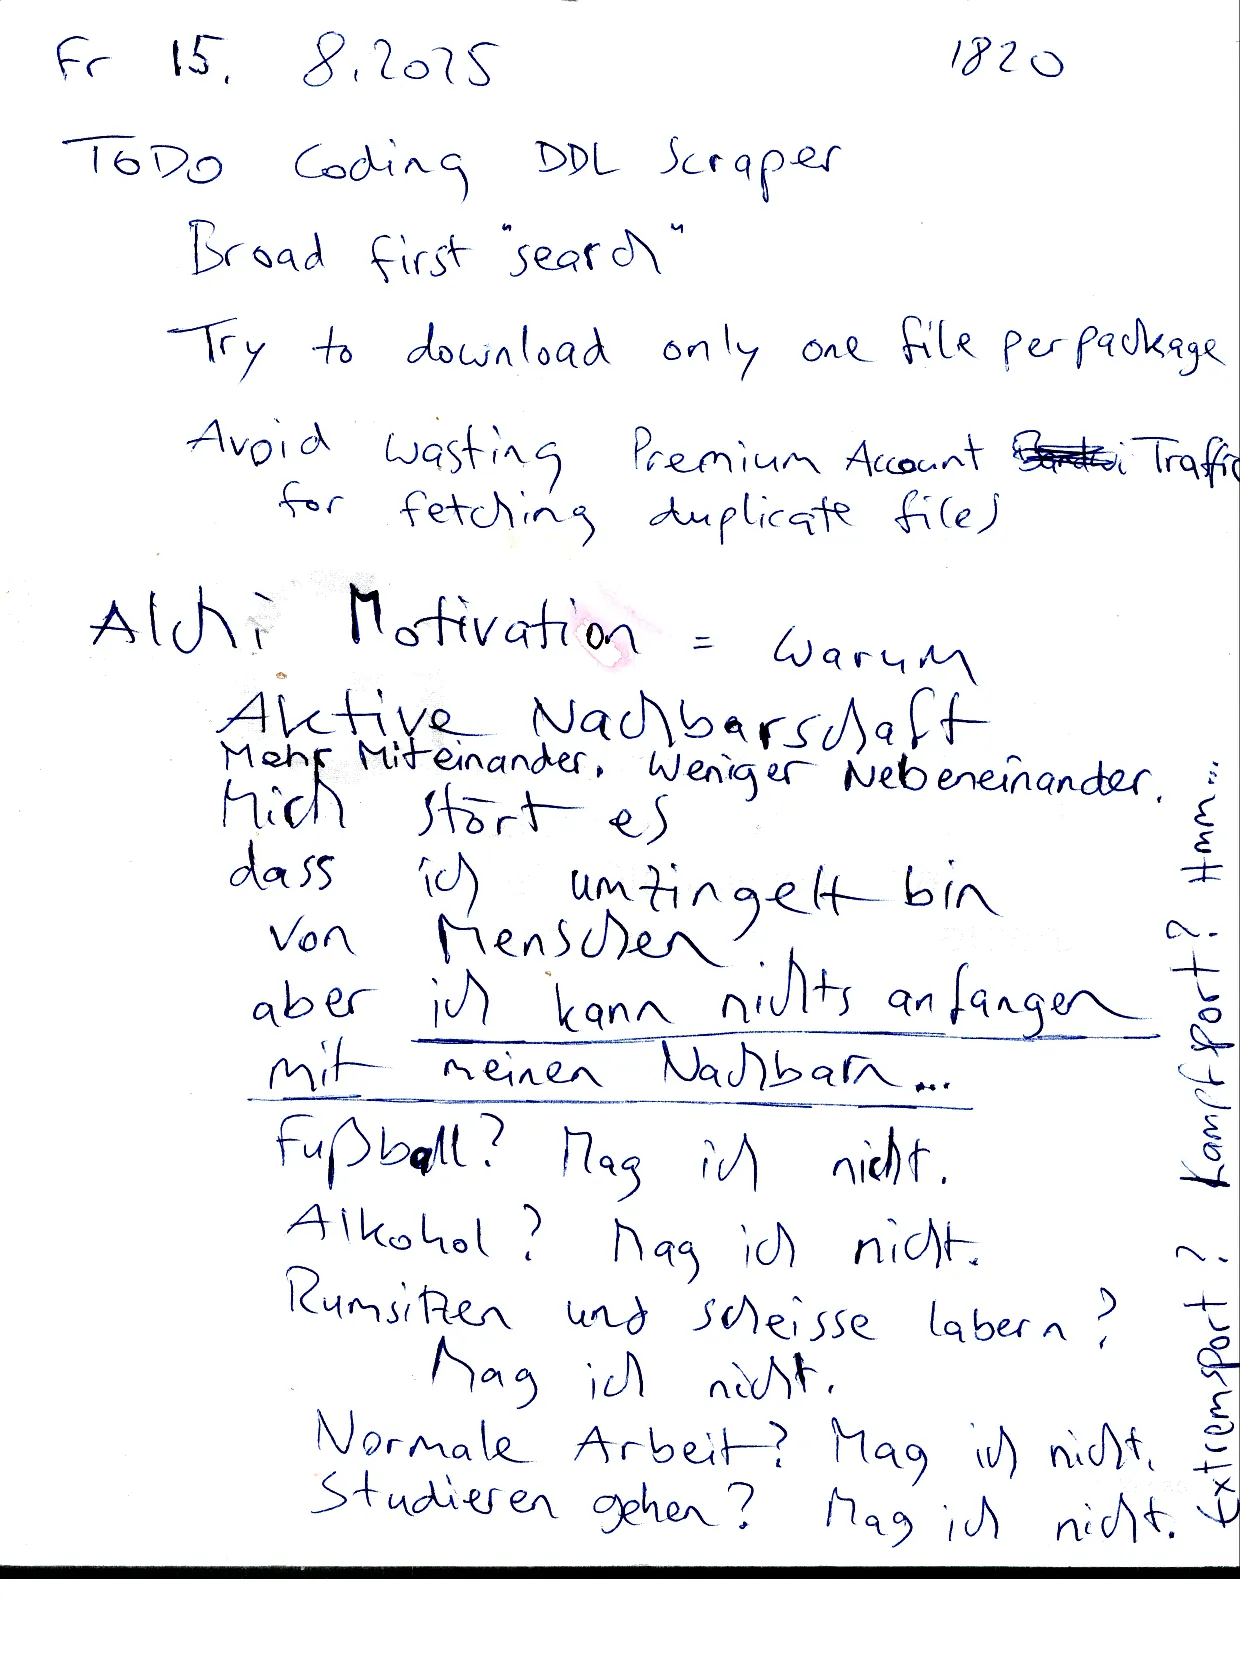 Fr 15. 8.2025 1820
TODO Coding DDL Scraper
Broad first "search"
Try to download only one file per package
Avoid wasting Premium Account Traffic
for fetching duplicate files
Alchi Motivation = Warum
Aktive Nachbarschaft
Mehr Miteinander. Weniger Nebeneinander.
Mich stört es
dass ich umzingelt bin
von Menschen
aber ich kann nichts anfangen
mit meinen Nachbarn...
Fußball? Mag ich nicht.
Alkohol? Mag ich nicht.
Rumsitzen und scheisse labern?
Mag ich nicht.
Normale Arbeit? Mag ich nicht.
Studieren gehen? Mag ich nicht.
Extremsport? Kampfsport? Hmm...